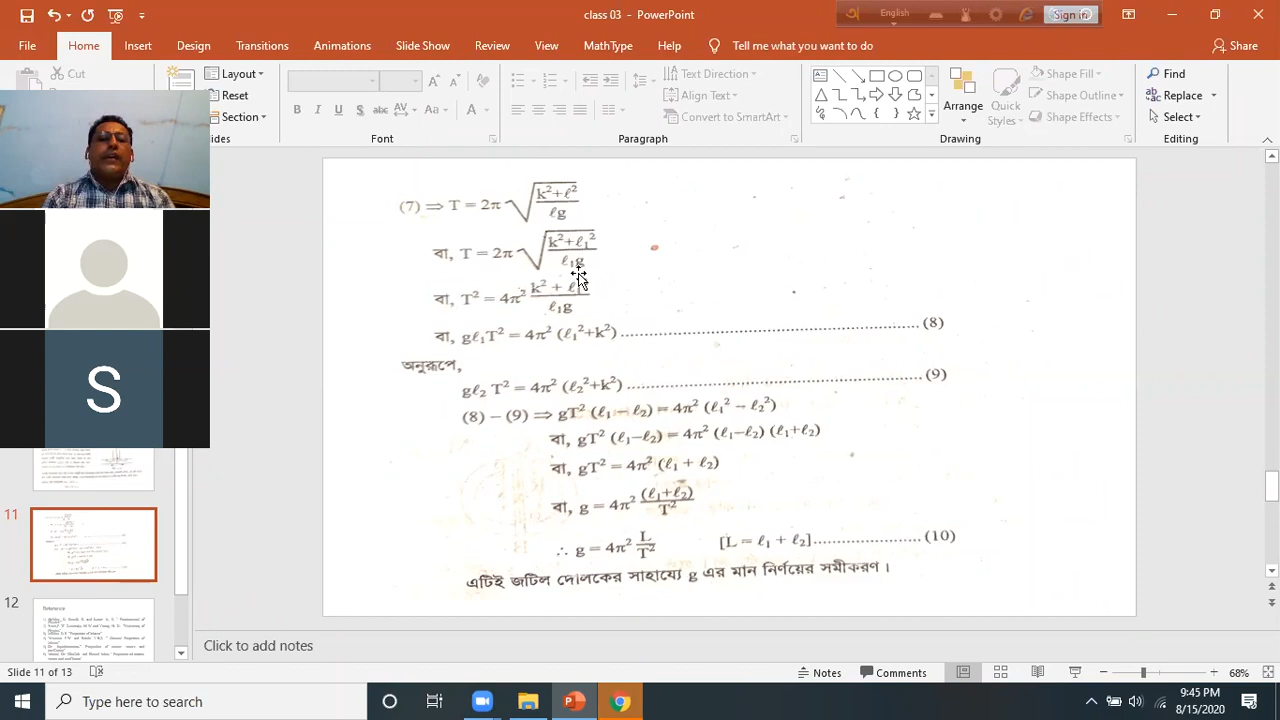 class 03 - PowerPoint
English
Sign in
File Home Insert Design Transitions Animations Slide Show Review View MathType Help Tell me what you want to do Share
Cut Layout Reset Section Text Direction Align Text Convert to SmartArt Arrange Quick Styles Shape Fill Shape Outline Shape Effects Find Replace Select
Font Paragraph Drawing Editing
(7) ⇒ T = 2π √((k²+ℓ²)/(ℓg))
বা, T = 2π √((k²+ℓ₁²)/(ℓ₁g))
বা, T² = 4π² (k² + ℓ₁²)/(ℓ₁g)
বা, gℓ₁T² = 4π² (ℓ₁²+k²) .......... (8)
অনুরূপে,
gℓ₂ T² = 4π² (ℓ₂²+k²) .......... (9)
(8) – (9) ⇒ gT² (ℓ₁ – ℓ₂) = 4π² (ℓ₁² – ℓ₂²)
বা, gT² (ℓ₁–ℓ₂) = 4π² (ℓ₁–ℓ₂) (ℓ₁+ℓ₂)
বা, gT² = 4π² (ℓ₁ + ℓ₂)
বা, g = 4π² (ℓ₁+ℓ₂)/T²
∴ g = 4π² L/T² [L = ℓ₁ + ℓ₂].......... (10)
এটিই জটিল দোলকের সাহায্যে g এর মান নির্ণয়ের সমীকরণ।
S
11
12
Click to add notes
Slide 11 of 13 Notes Comments 68%
Type here to search
9:45 PM
8/15/2020